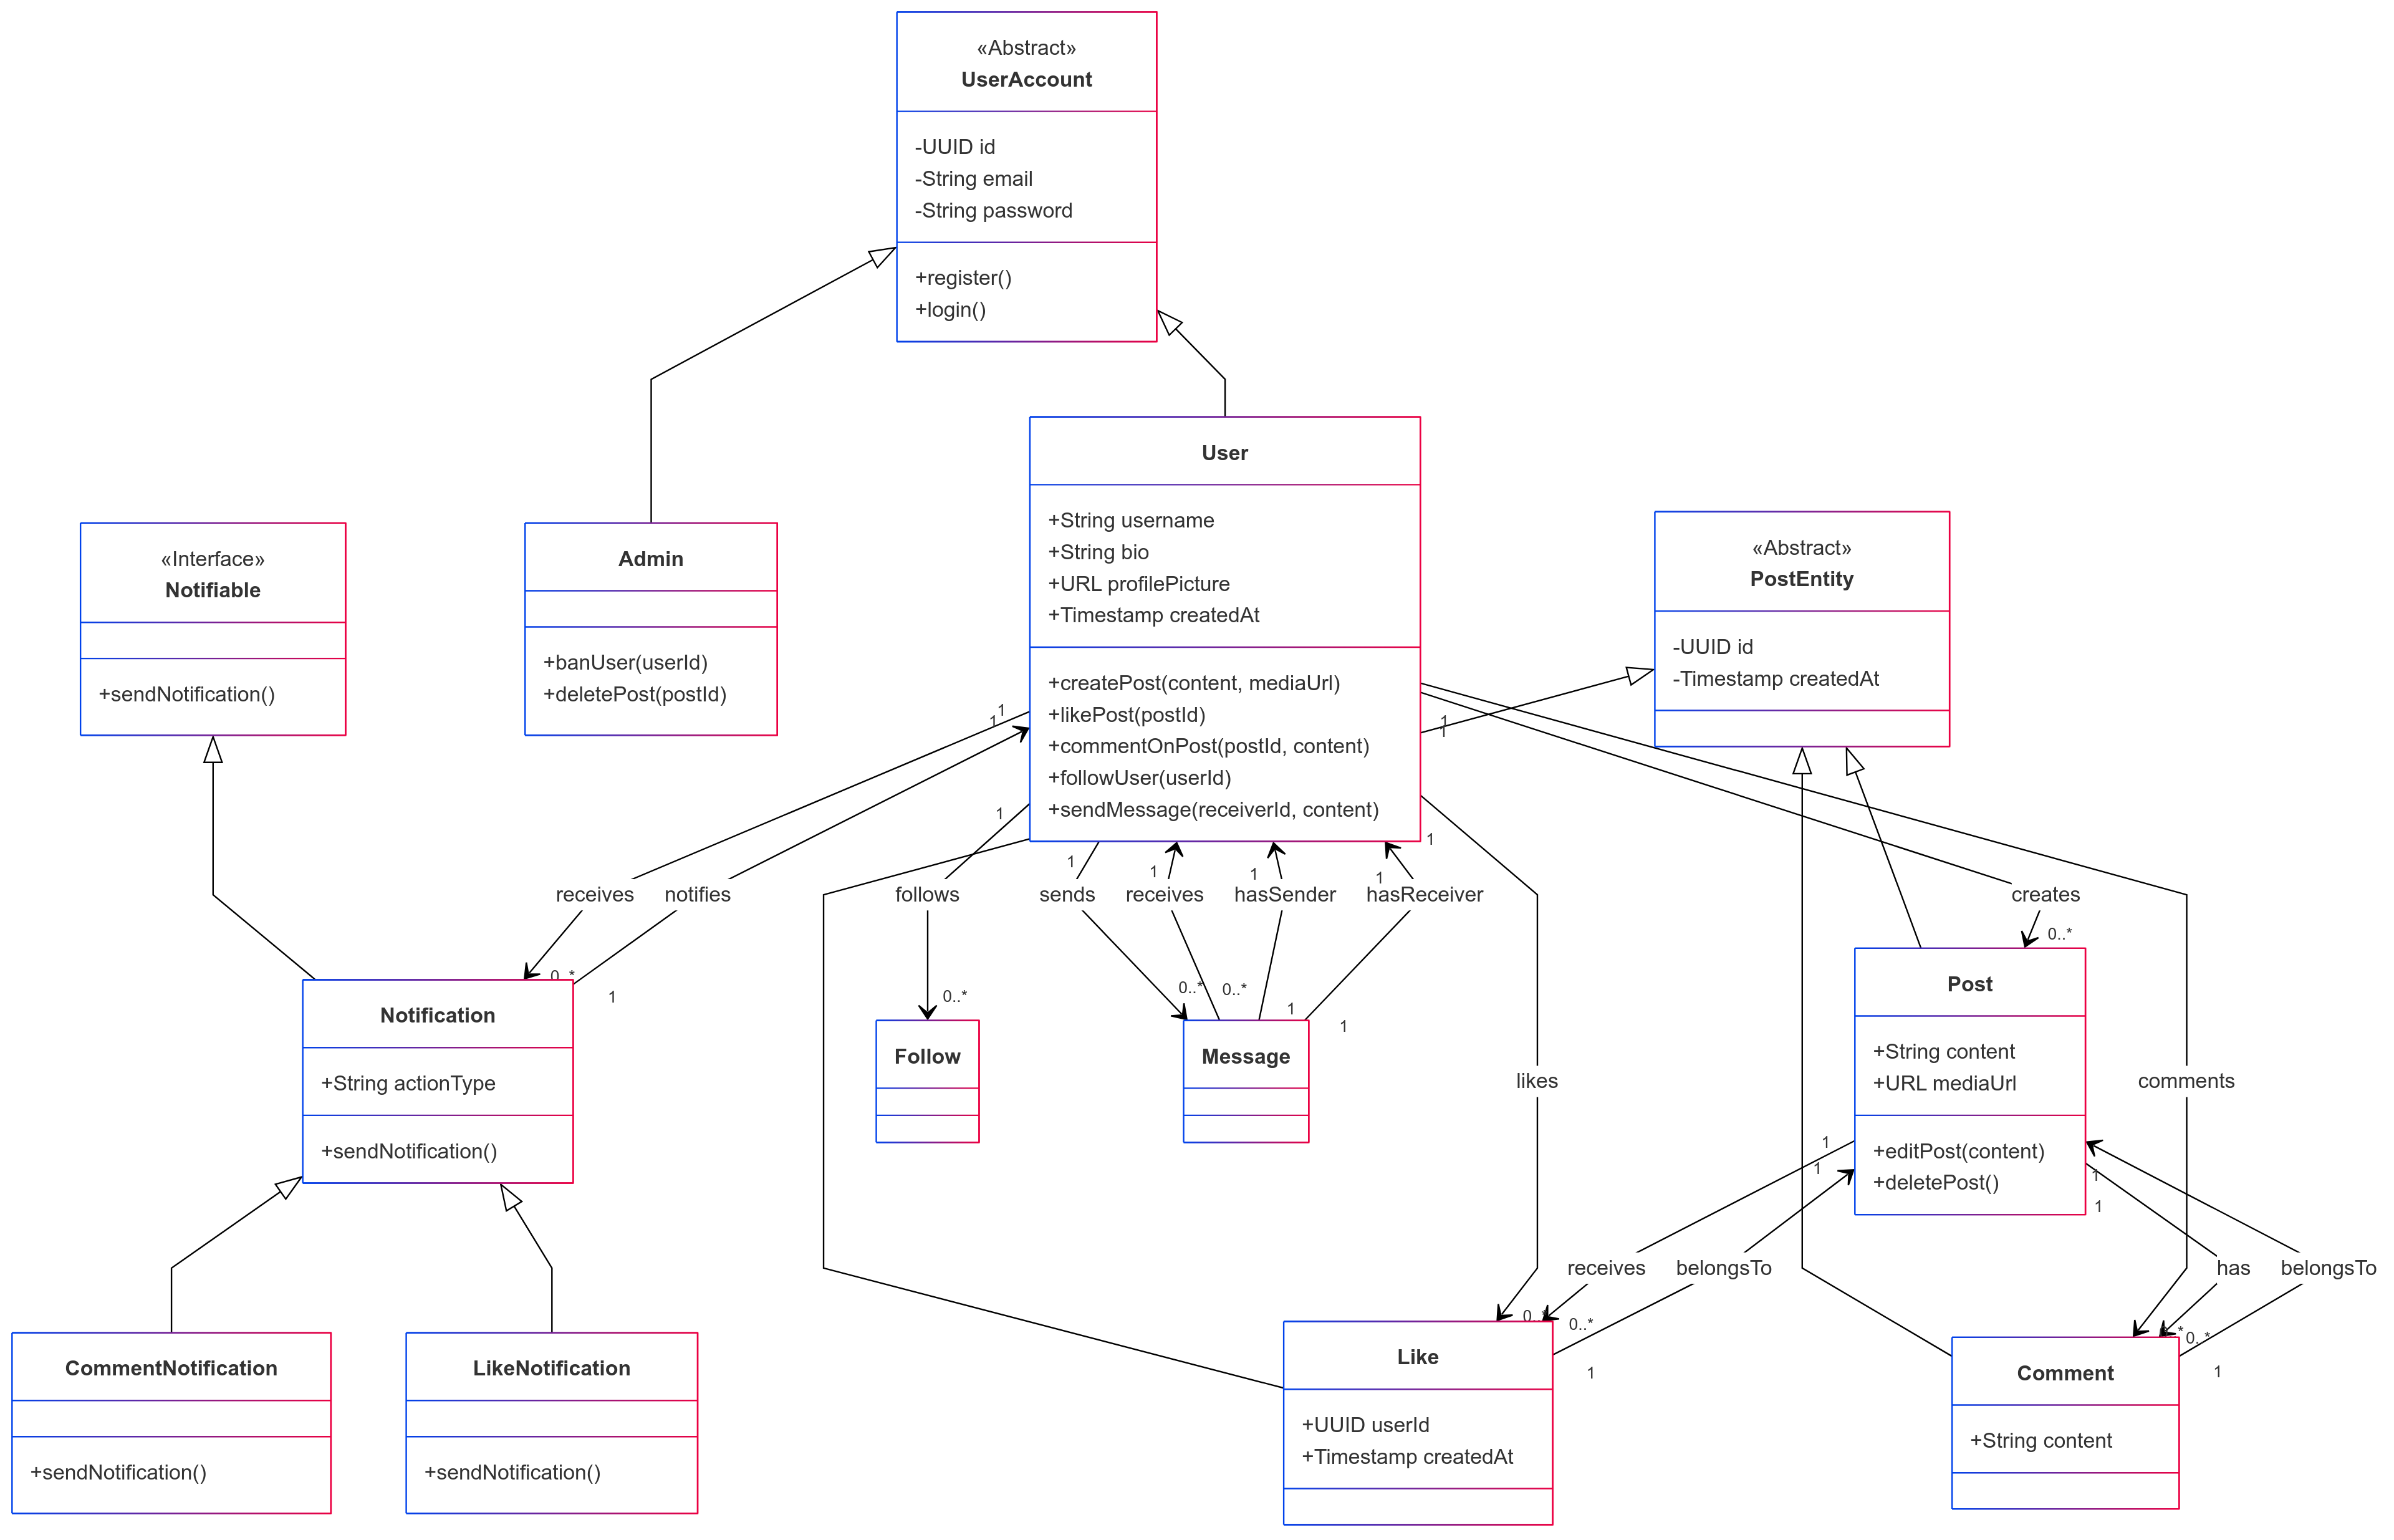 «Abstract»
UserAccount
-UUID id
-String email
-String password
+register()
+login()
User
+String username
+String bio
+URL profilePicture
+Timestamp createdAt
+createPost(content, mediaUrl)
+likePost(postId)
+commentOnPost(postId, content)
+followUser(userId)
+sendMessage(receiverId, content)
«Interface»
Notifiable
+sendNotification()
Admin
+banUser(userId)
+deletePost(postId)
«Abstract»
PostEntity
-UUID id
-Timestamp createdAt
1
1
1
1
1
1
1
1
1
1
receives
notifies
follows
sends
receives
hasSender
hasReceiver
creates
0..*
0..*
1
0..*
0..*
0..*
1
1
Notification
+String actionType
+sendNotification()
Follow
Message
likes
Post
+String content
+URL mediaUrl
+editPost(content)
+deletePost()
comments
1
1
1
1
receives
belongsTo
has
belongsTo
0..*
0..*
1
1
CommentNotification
+sendNotification()
LikeNotification
+sendNotification()
Like
+UUID userId
+Timestamp createdAt
Comment
+String content